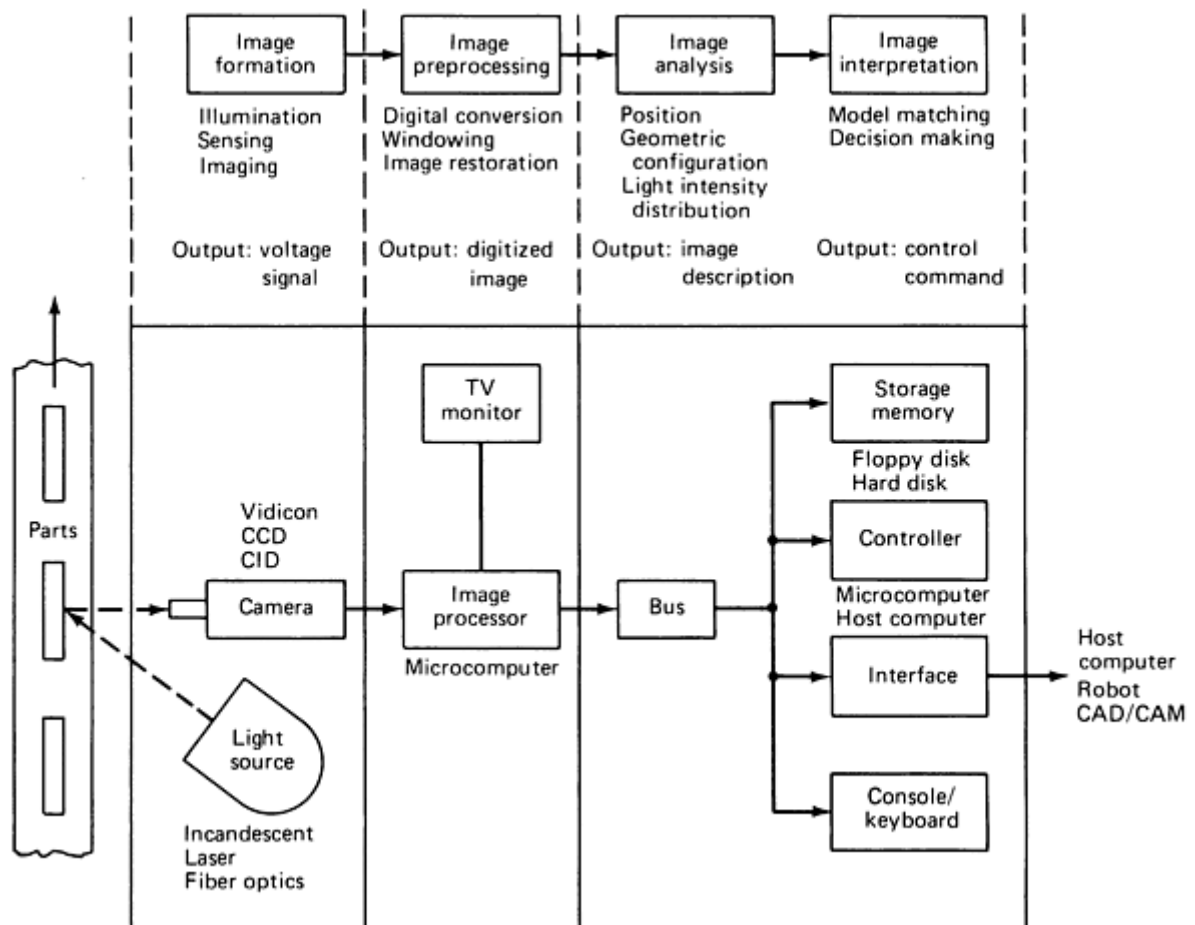 Image
formation
Image
preprocessing
Image
analysis
Image
interpretation
Illumination
Sensing
Imaging
Digital conversion
Windowing
Image restoration
Position
Geometric
configuration
Light intensity
distribution
Model matching
Decision making
Output: voltage
signal
Output: digitized
image
Output: image
description
Output: control
command
Parts
Vidicon
CCD
CID
Camera
Light
source
Incandescent
Laser
Fiber optics
TV
monitor
Image
processor
Microcomputer
Bus
Storage
memory
Floppy disk
Hard disk
Controller
Microcomputer
Host computer
Interface
Console/
keyboard
Host
computer
Robot
CAD/CAM